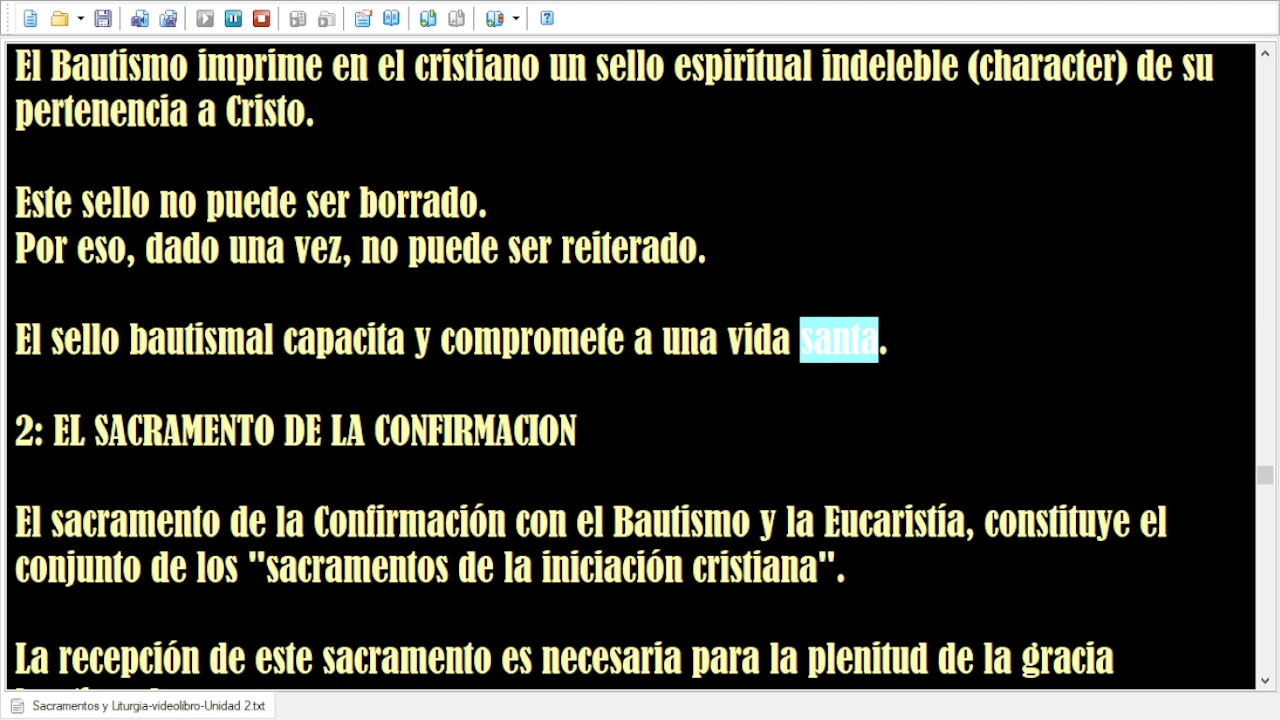 El Bautismo imprime en el cristiano un sello espiritual indeleble (character) de su
pertenencia a Cristo.
Este sello no puede ser borrado.
Por eso, dado una vez, no puede ser reiterado.
El sello bautismal capacita y compromete a una vida santa.
2: EL SACRAMENTO DE LA CONFIRMACION
El sacramento de la Confirmación con el Bautismo y la Eucaristía, constituye el
conjunto de los "sacramentos de la iniciación cristiana".
La recepción de este sacramento es necesaria para la plenitud de la gracia
Sacramentos y Liturgia-videolibro-Unidad 2.txt